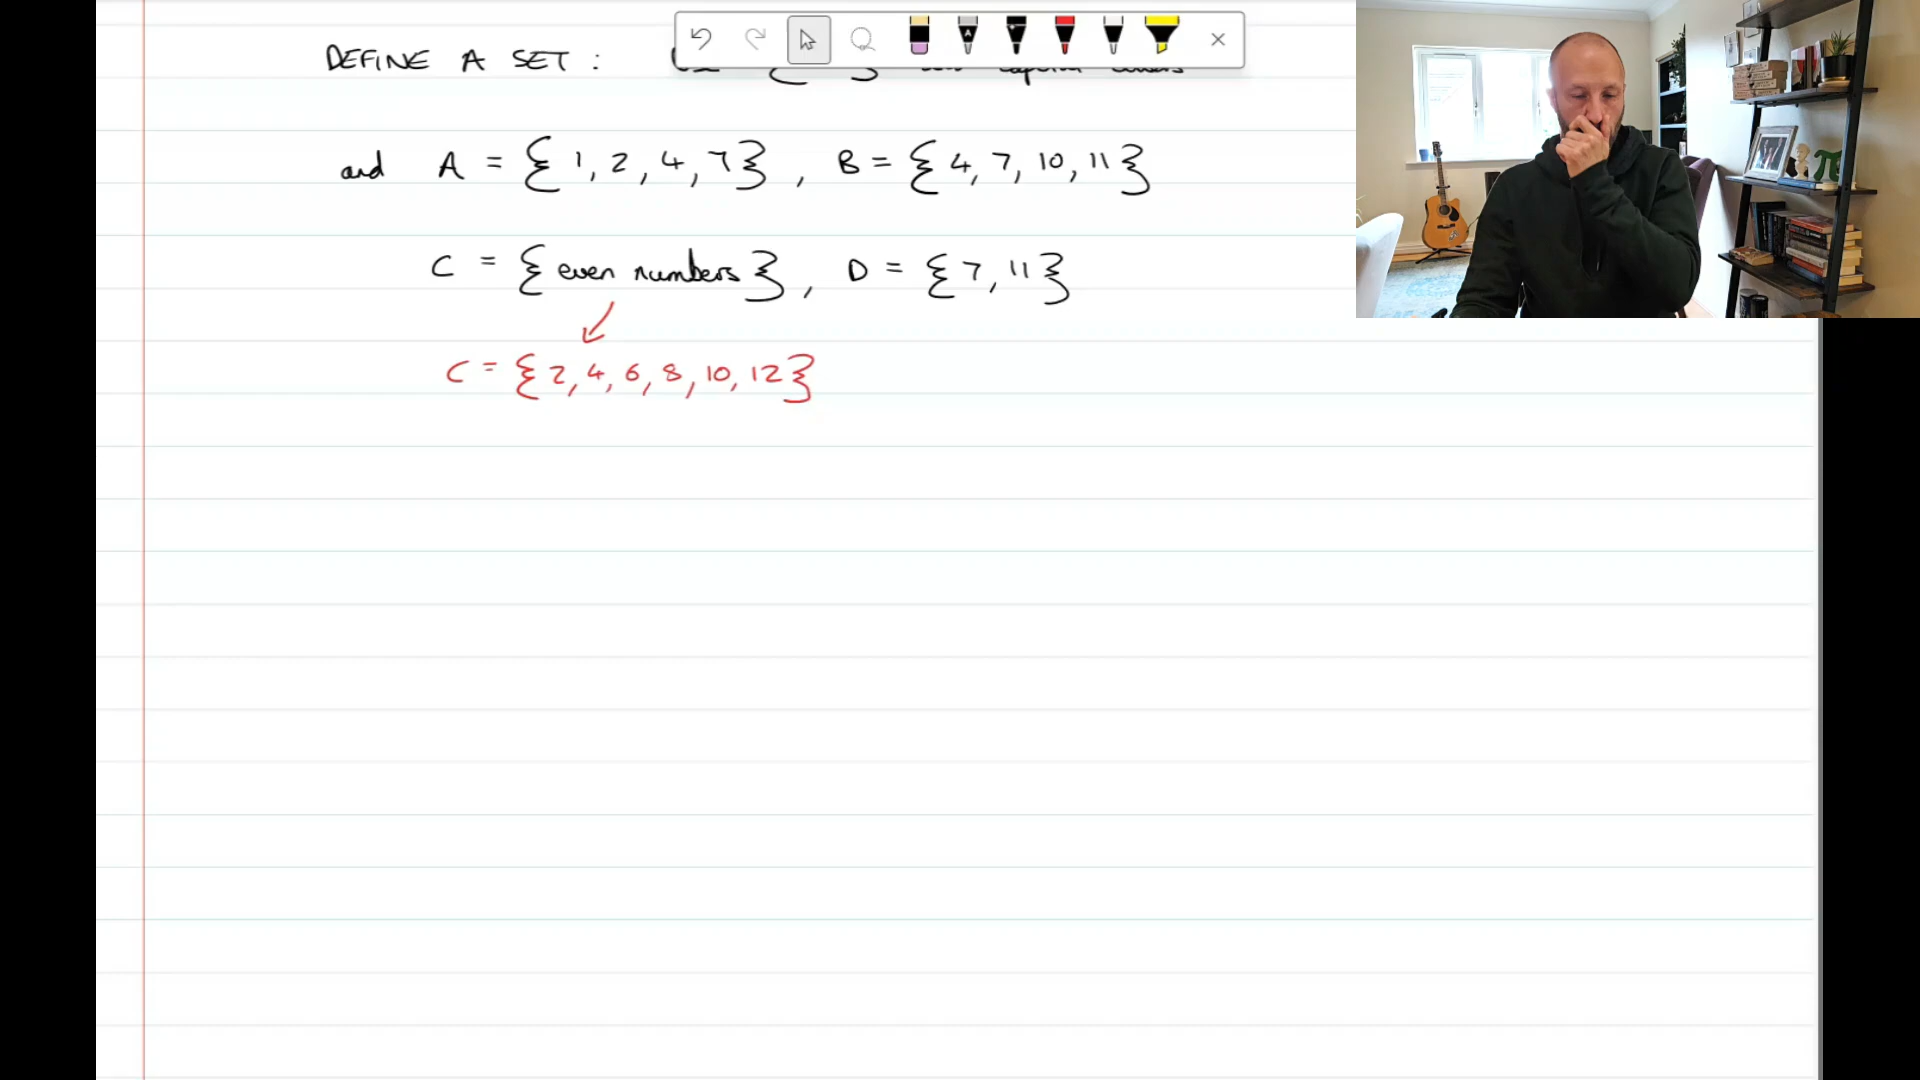 DEFINE A SET :
and A = { 1, 2, 4, 7 } , B = { 4, 7, 10, 11 }
C = { even numbers } , D = { 7, 11 }
C = { 2, 4, 6, 8, 10, 12 }